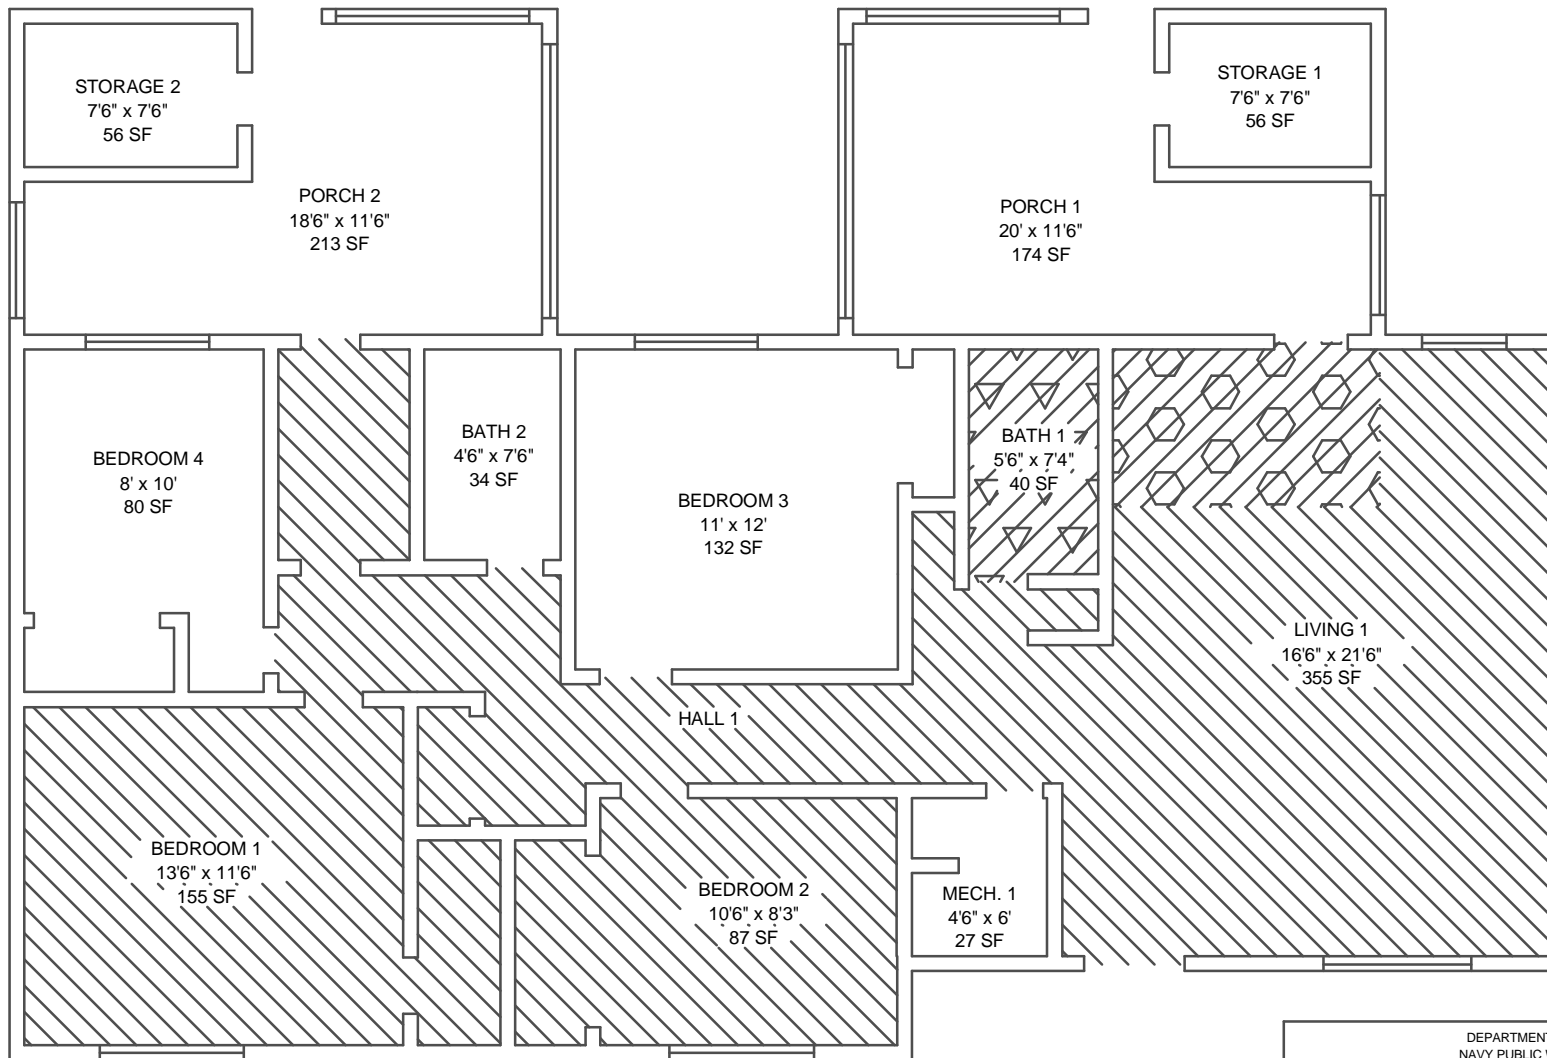 STORAGE 2
7'6" x 7'6"
56 SF
STORAGE 1
7'6" x 7'6"
56 SF
PORCH 2
18'6" x 11'6"
213 SF
PORCH 1
20' x 11'6"
174 SF
BEDROOM 4
8' x 10'
80 SF
BATH 2
4'6" x 7'6"
34 SF
BEDROOM 3
11' x 12'
132 SF
BATH 1
5'6" x 7'4"
40 SF
LIVING 1
16'6" x 21'6"
355 SF
HALL 1
BEDROOM 1
13'6" x 11'6"
155 SF
BEDROOM 2
10'6" x 8'3"
87 SF
MECH. 1
4'6" x 6'
27 SF
DEPARTMENT
NAVY PUBLIC